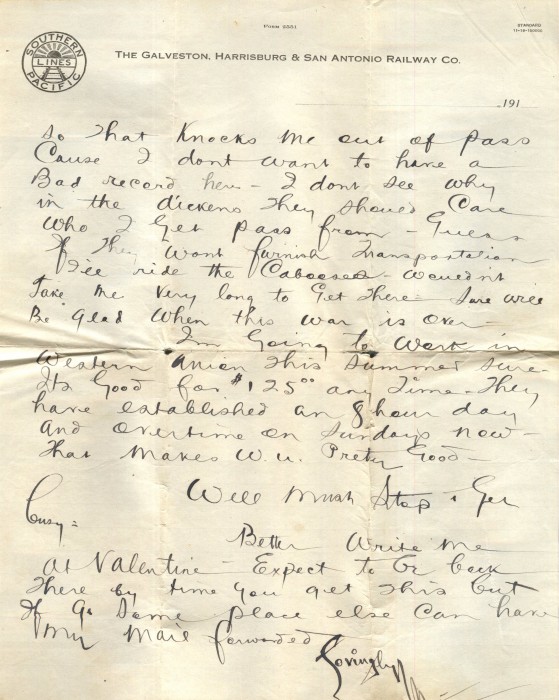 FORM 2551
STANDARD
SOUTHERN
LINES
PACIFIC
THE GALVESTON, HARRISBURG & SAN ANTONIO RAILWAY CO.
191
So That Knocks Me out of pass
Cause I dont want to have a
Bad record here - I dont see why
in the dickens They should Care
Who I Get pass from - Guess
If They Wont furnish Transportation
I'll ride the Cabooses - Wouldnt
Take Me Very long to Get There - Sure will
Be Glad When this war is over -
Im Going to Work in
Western Union This Summer Sure -
Its Good for $125 00 any Time - They
have established an 8 hour day
And overtime on Sundays Now -
That Makes W.U. Prety Good -
Well Must Stop & Get
Busy =
Better Write Me
At Valentine - Expect to be back
There by time you get This but
If go Some place else Can have
My Mail forwarded
Lovingly